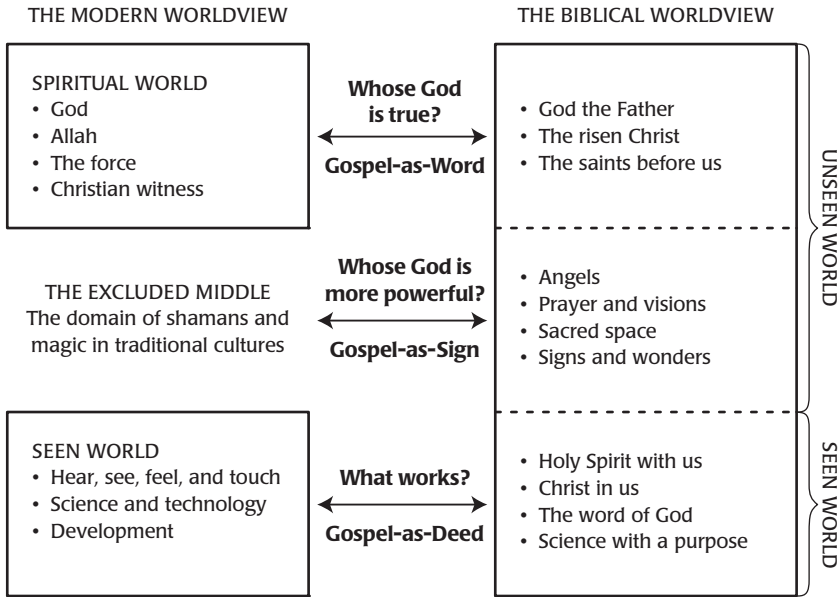 THE MODERN WORLDVIEW
THE BIBLICAL WORLDVIEW
SPIRITUAL WORLD
• God
• Allah
• The force
• Christian witness
Whose God
is true?
Gospel-as-Word
• God the Father
• The risen Christ
• The saints before us
UNSEEN WORLD
THE EXCLUDED MIDDLE
The domain of shamans and
magic in traditional cultures
Whose God is
more powerful?
Gospel-as-Sign
• Angels
• Prayer and visions
• Sacred space
• Signs and wonders
SEEN WORLD
• Hear, see, feel, and touch
• Science and technology
• Development
What works?
Gospel-as-Deed
• Holy Spirit with us
• Christ in us
• The word of God
• Science with a purpose
SEEN WORLD